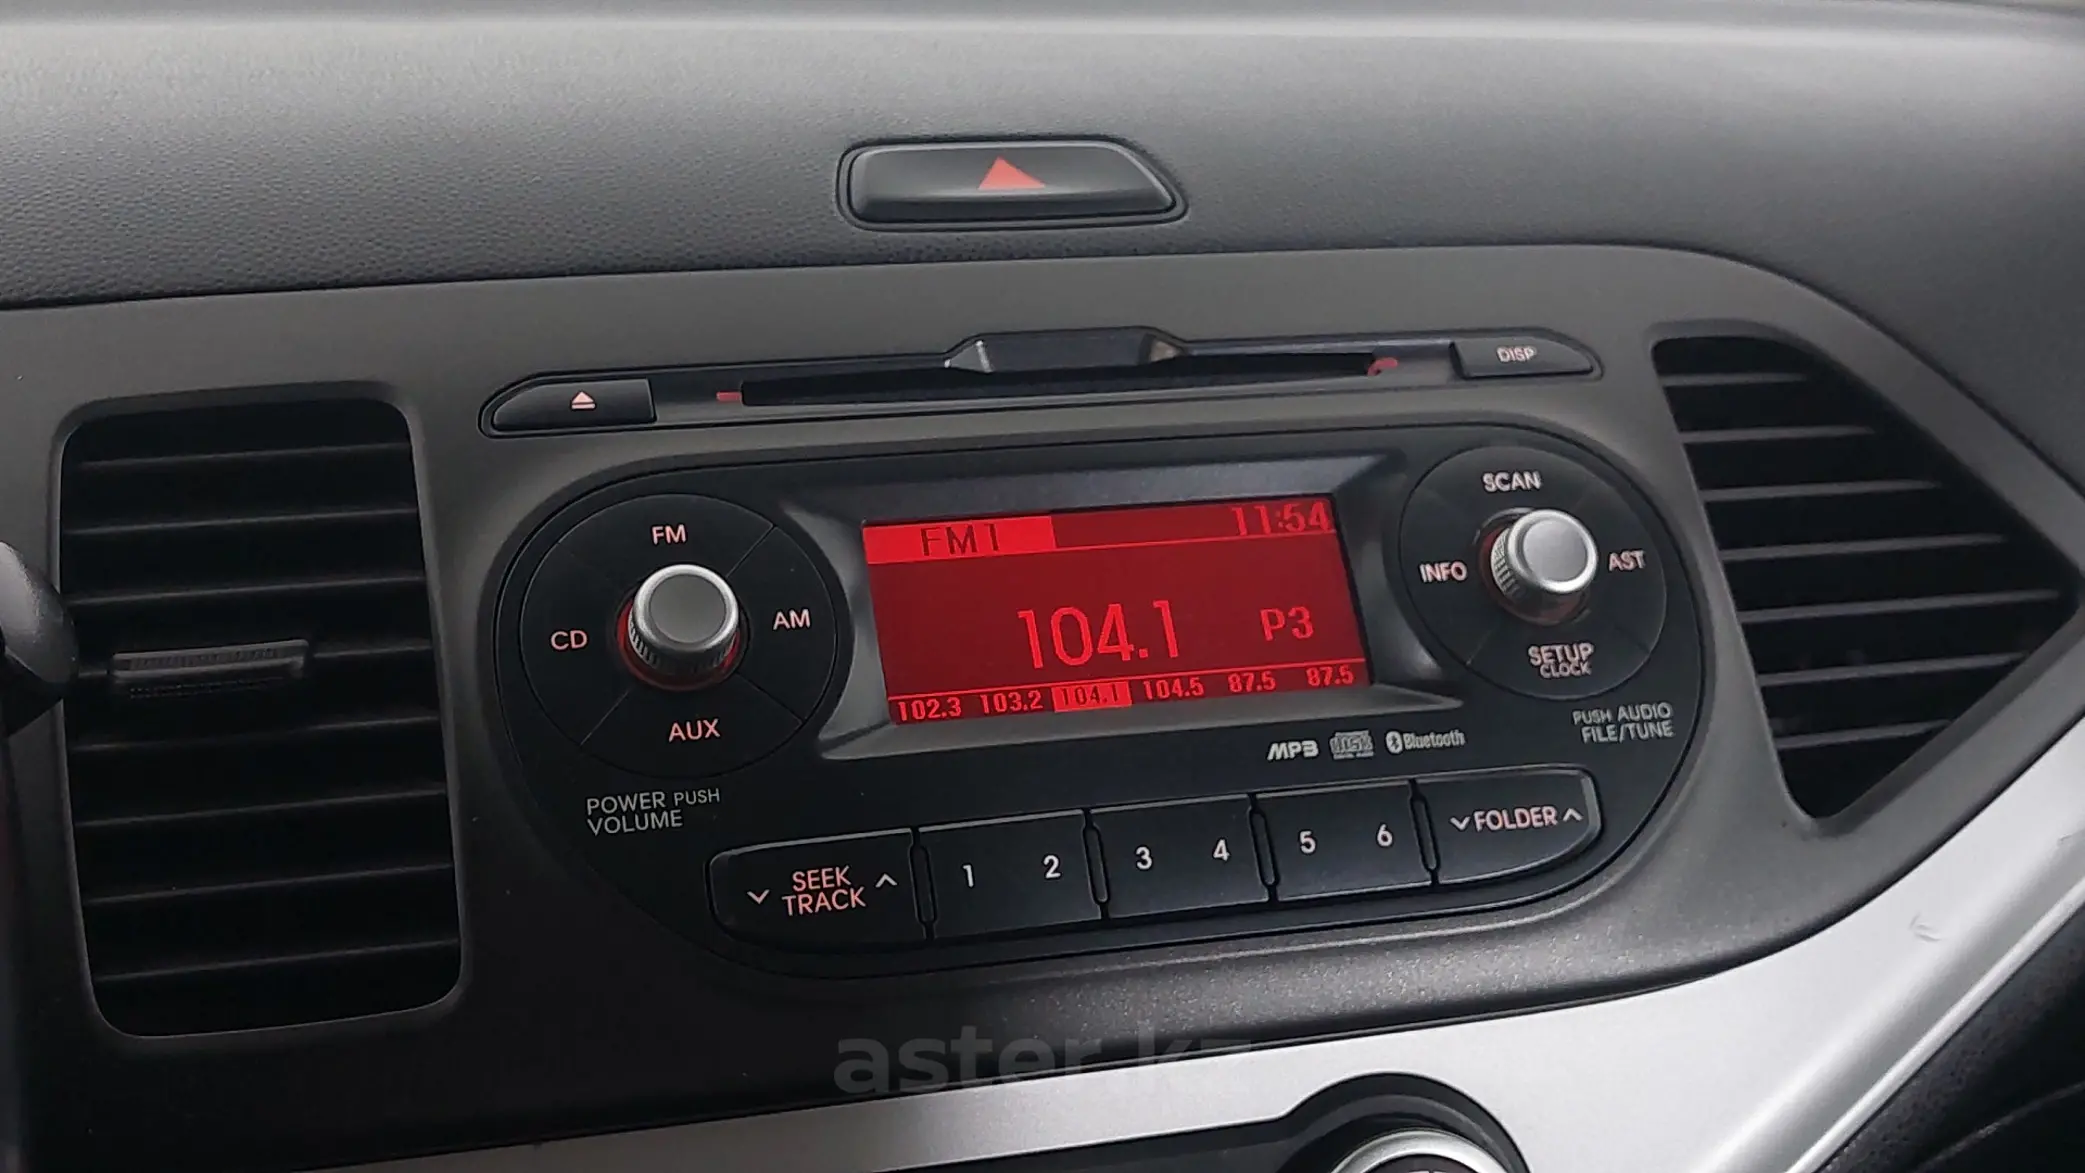 DISP
FM
CD
AM
AUX
POWER PUSH
VOLUME
FM1 11:54
104.1 P3
102.3 103.2 104.1 104.5 87.5 87.5
SCAN
INFO
AST
SETUP
CLOCK
PUSH AUDIO
FILE/TUNE
MP3 Bluetooth
SEEK
TRACK
1 2 3 4 5 6
FOLDER
aster.kz